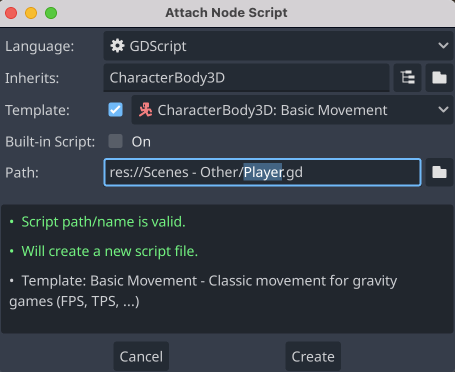 Attach Node Script
Language: GDScript
Inherits: CharacterBody3D
Template: CharacterBody3D: Basic Movement
Built-in Script: On
Path: res://Scenes - Other/Player.gd
• Script path/name is valid.
• Will create a new script file.
• Template: Basic Movement - Classic movement for gravity
games (FPS, TPS, ...)
Cancel Create